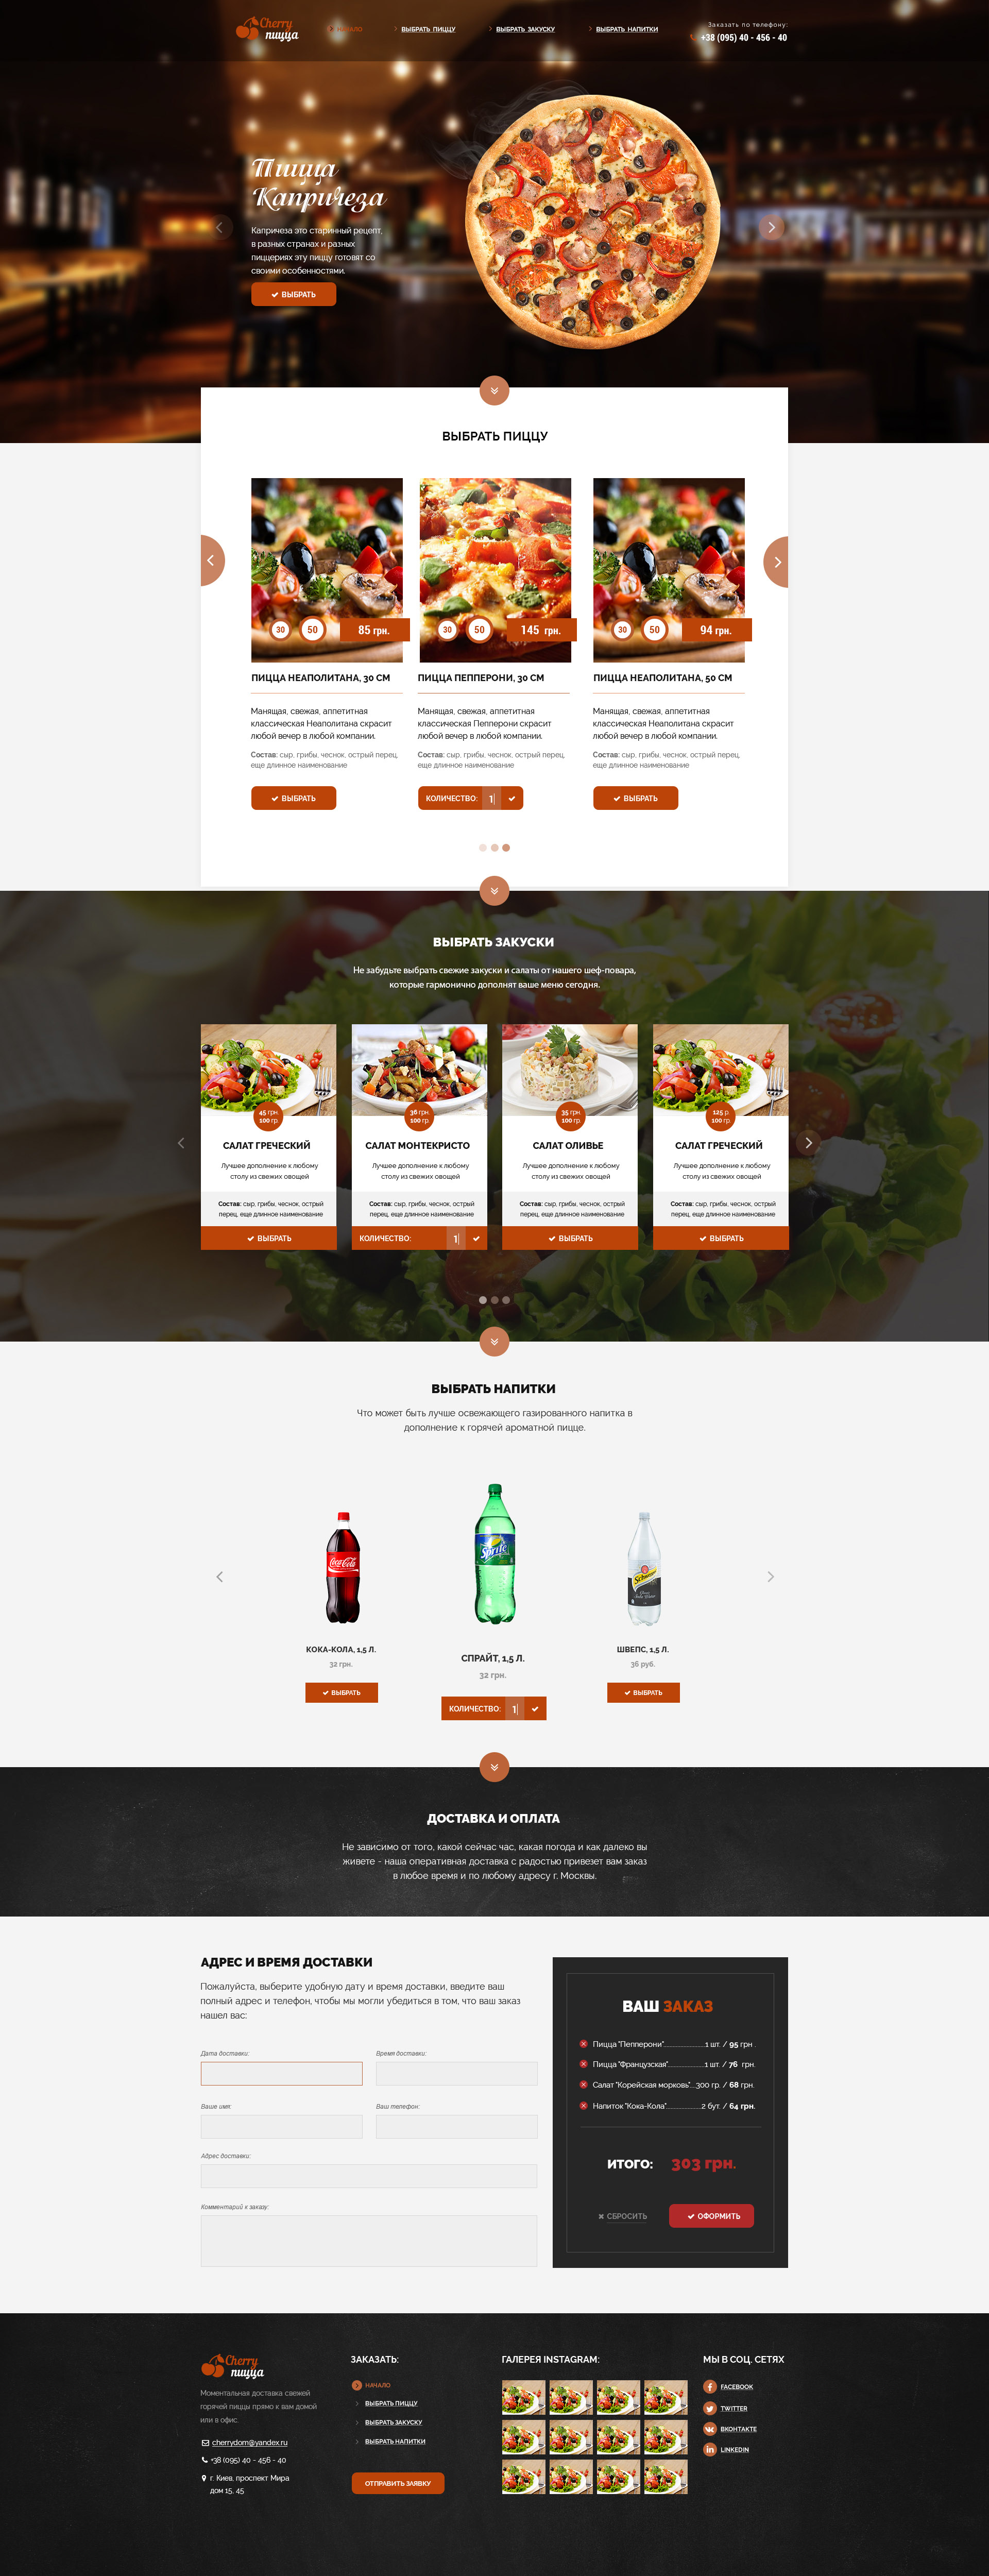 Cherry
пицца
НАЧАЛО
ВЫБРАТЬ ПИЦЦУ
ВЫБРАТЬ ЗАКУСКУ
ВЫБРАТЬ НАПИТКИ
Заказать по телефону:
+38 (095) 40 - 456 - 40
Пицца
Капричеза
Капричеза это старинный рецепт,
в разных странах и разных
пиццериях эту пиццу готовят со
своими особенностями.
ВЫБРАТЬ
ВЫБРАТЬ ПИЦЦУ
30
50
85 грн.
ПИЦЦА НЕАПОЛИТАНА, 30 СМ
Манящая, свежая, аппетитная
классическая Неаполитана скрасит
любой вечер в любой компании.
Состав: сыр, грибы, чеснок, острый перец,
еще длинное наименование
ВЫБРАТЬ
30
50
145 грн.
ПИЦЦА ПЕППЕРОНИ, 30 СМ
Манящая, свежая, аппетитная
классическая Пепперони скрасит
любой вечер в любой компании.
Состав: сыр, грибы, чеснок, острый перец,
еще длинное наименование
КОЛИЧЕСТВО: 1
30
50
94 грн.
ПИЦЦА НЕАПОЛИТАНА, 50 СМ
Манящая, свежая, аппетитная
классическая Неаполитана скрасит
любой вечер в любой компании.
Состав: сыр, грибы, чеснок, острый перец,
еще длинное наименование
ВЫБРАТЬ
ВЫБРАТЬ ЗАКУСКИ
Не забудьте выбрать свежие закуски и салаты от нашего шеф-повара,
которые гармонично дополнят ваше меню сегодня.
45 грн.
100 гр.
САЛАТ ГРЕЧЕСКИЙ
Лучшее дополнение к любому
столу из свежих овощей
Состав: сыр, грибы, чеснок, острый
перец, еще длинное наименование
ВЫБРАТЬ
36 грн.
100 гр.
САЛАТ МОНТЕКРИСТО
Лучшее дополнение к любому
столу из свежих овощей
Состав: сыр, грибы, чеснок, острый
перец, еще длинное наименование
КОЛИЧЕСТВО: 1
35 грн.
100 гр.
САЛАТ ОЛИВЬЕ
Лучшее дополнение к любому
столу из свежих овощей
Состав: сыр, грибы, чеснок, острый
перец, еще длинное наименование
ВЫБРАТЬ
125 р.
100 гр.
САЛАТ ГРЕЧЕСКИЙ
Лучшее дополнение к любому
столу из свежих овощей
Состав: сыр, грибы, чеснок, острый
перец, еще длинное наименование
ВЫБРАТЬ
ВЫБРАТЬ НАПИТКИ
Что может быть лучше освежающего газированного напитка в
дополнение к горячей ароматной пицце.
Coca-Cola
КОКА-КОЛА, 1,5 Л.
32 грн.
ВЫБРАТЬ
Sprite
СПРАЙТ, 1,5 Л.
32 грн.
КОЛИЧЕСТВО: 1
Schweppes
ШВЕПС, 1,5 Л.
36 руб.
ВЫБРАТЬ
ДОСТАВКА И ОПЛАТА
Не зависимо от того, какой сейчас час, какая погода и как далеко вы
живете - наша оперативная доставка с радостью привезет вам заказ
в любое время и по любому адресу г. Москвы.
АДРЕС И ВРЕМЯ ДОСТАВКИ
Пожалуйста, выберите удобную дату и время доставки, введите ваш
полный адрес и телефон, чтобы мы могли убедиться в том, что ваш заказ
нашел вас:
Дата доставки:
Время доставки:
Ваше имя:
Ваш телефон:
Адрес доставки:
Комментарий к заказу:
ВАШ ЗАКАЗ
Пицца "Пепперони"....................1 шт. / 95 грн
Пицца "Французская"..................1 шт. / 76 грн.
Салат "Корейская морковь"...300 гр. / 68 грн.
Напиток "Кока-Кола".................2 бут. / 64 грн.
ИТОГО: 303 грн.
СБРОСИТЬ
ОФОРМИТЬ
Cherry
пицца
Моментальная доставка свежей
горячей пиццы прямо к вам домой
или в офис.
cherrydom@yandex.ru
+38 (095) 40 - 456 - 40
г. Киев, проспект Мира
дом 15, 45
ЗАКАЗАТЬ:
НАЧАЛО
ВЫБРАТЬ ПИЦЦУ
ВЫБРАТЬ ЗАКУСКУ
ВЫБРАТЬ НАПИТКИ
ОТПРАВИТЬ ЗАЯВКУ
ГАЛЕРЕЯ INSTAGRAM:
МЫ В СОЦ. СЕТЯХ
FACEBOOK
TWITTER
ВКОНТАКТЕ
LINKEDIN